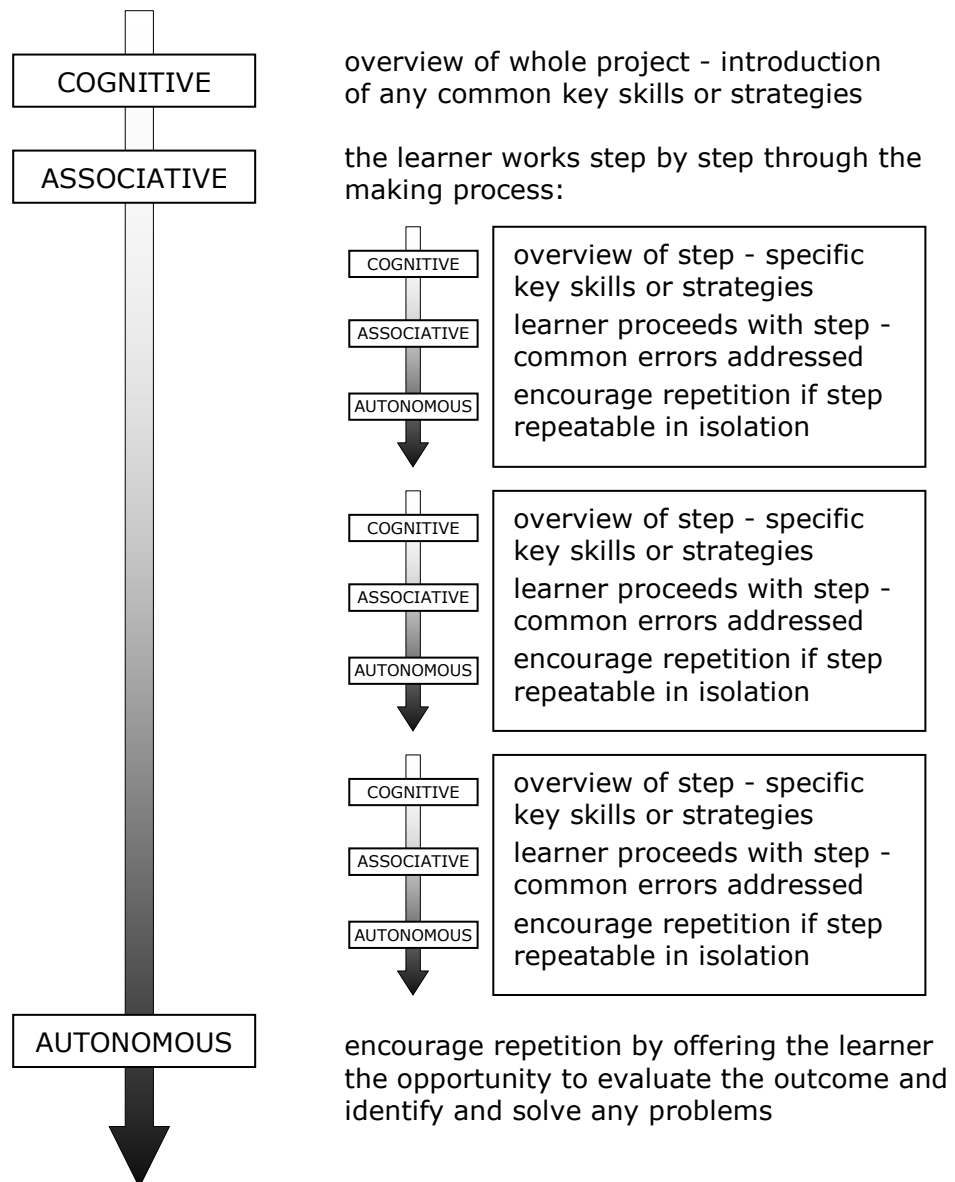 COGNITIVE
overview of whole project - introduction
of any common key skills or strategies
ASSOCIATIVE
the learner works step by step through the
making process:
COGNITIVE
overview of step - specific
key skills or strategies
ASSOCIATIVE
learner proceeds with step -
common errors addressed
AUTONOMOUS
encourage repetition if step
repeatable in isolation
COGNITIVE
overview of step - specific
key skills or strategies
ASSOCIATIVE
learner proceeds with step -
common errors addressed
AUTONOMOUS
encourage repetition if step
repeatable in isolation
COGNITIVE
overview of step - specific
key skills or strategies
ASSOCIATIVE
learner proceeds with step -
common errors addressed
AUTONOMOUS
encourage repetition if step
repeatable in isolation
AUTONOMOUS
encourage repetition by offering the learner
the opportunity to evaluate the outcome and
identify and solve any problems